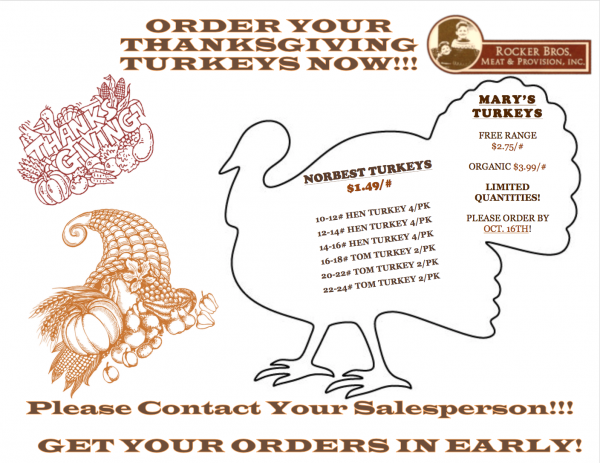 ORDER YOUR
THANKSGIVING
TURKEYS NOW!!!
ROCKER BROS.
MEAT & PROVISION, INC.
THANKS
GIVING
MARY'S
TURKEYS
FREE RANGE
$2.75/#
ORGANIC $3.99/#
LIMITED
QUANTITIES!
PLEASE ORDER BY
OCT. 16TH!
NORBEST TURKEYS
$1.49/#
10-12# HEN TURKEY 4/PK
12-14# HEN TURKEY 4/PK
14-16# HEN TURKEY 4/PK
16-18# TOM TURKEY 2/PK
20-22# TOM TURKEY 2/PK
22-24# TOM TURKEY 2/PK
Please Contact Your Salesperson!!!
GET YOUR ORDERS IN EARLY!